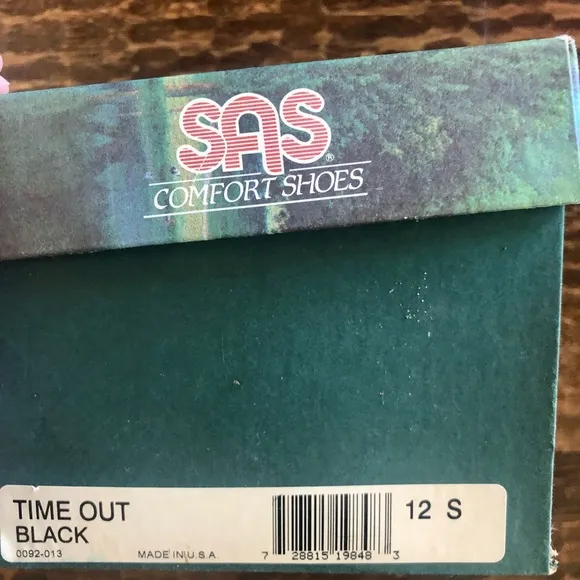 SAS®
COMFORT SHOES
TIME OUT
BLACK
0092-013
MADE IN U.S.A.
7 28815 19848 3
12 S